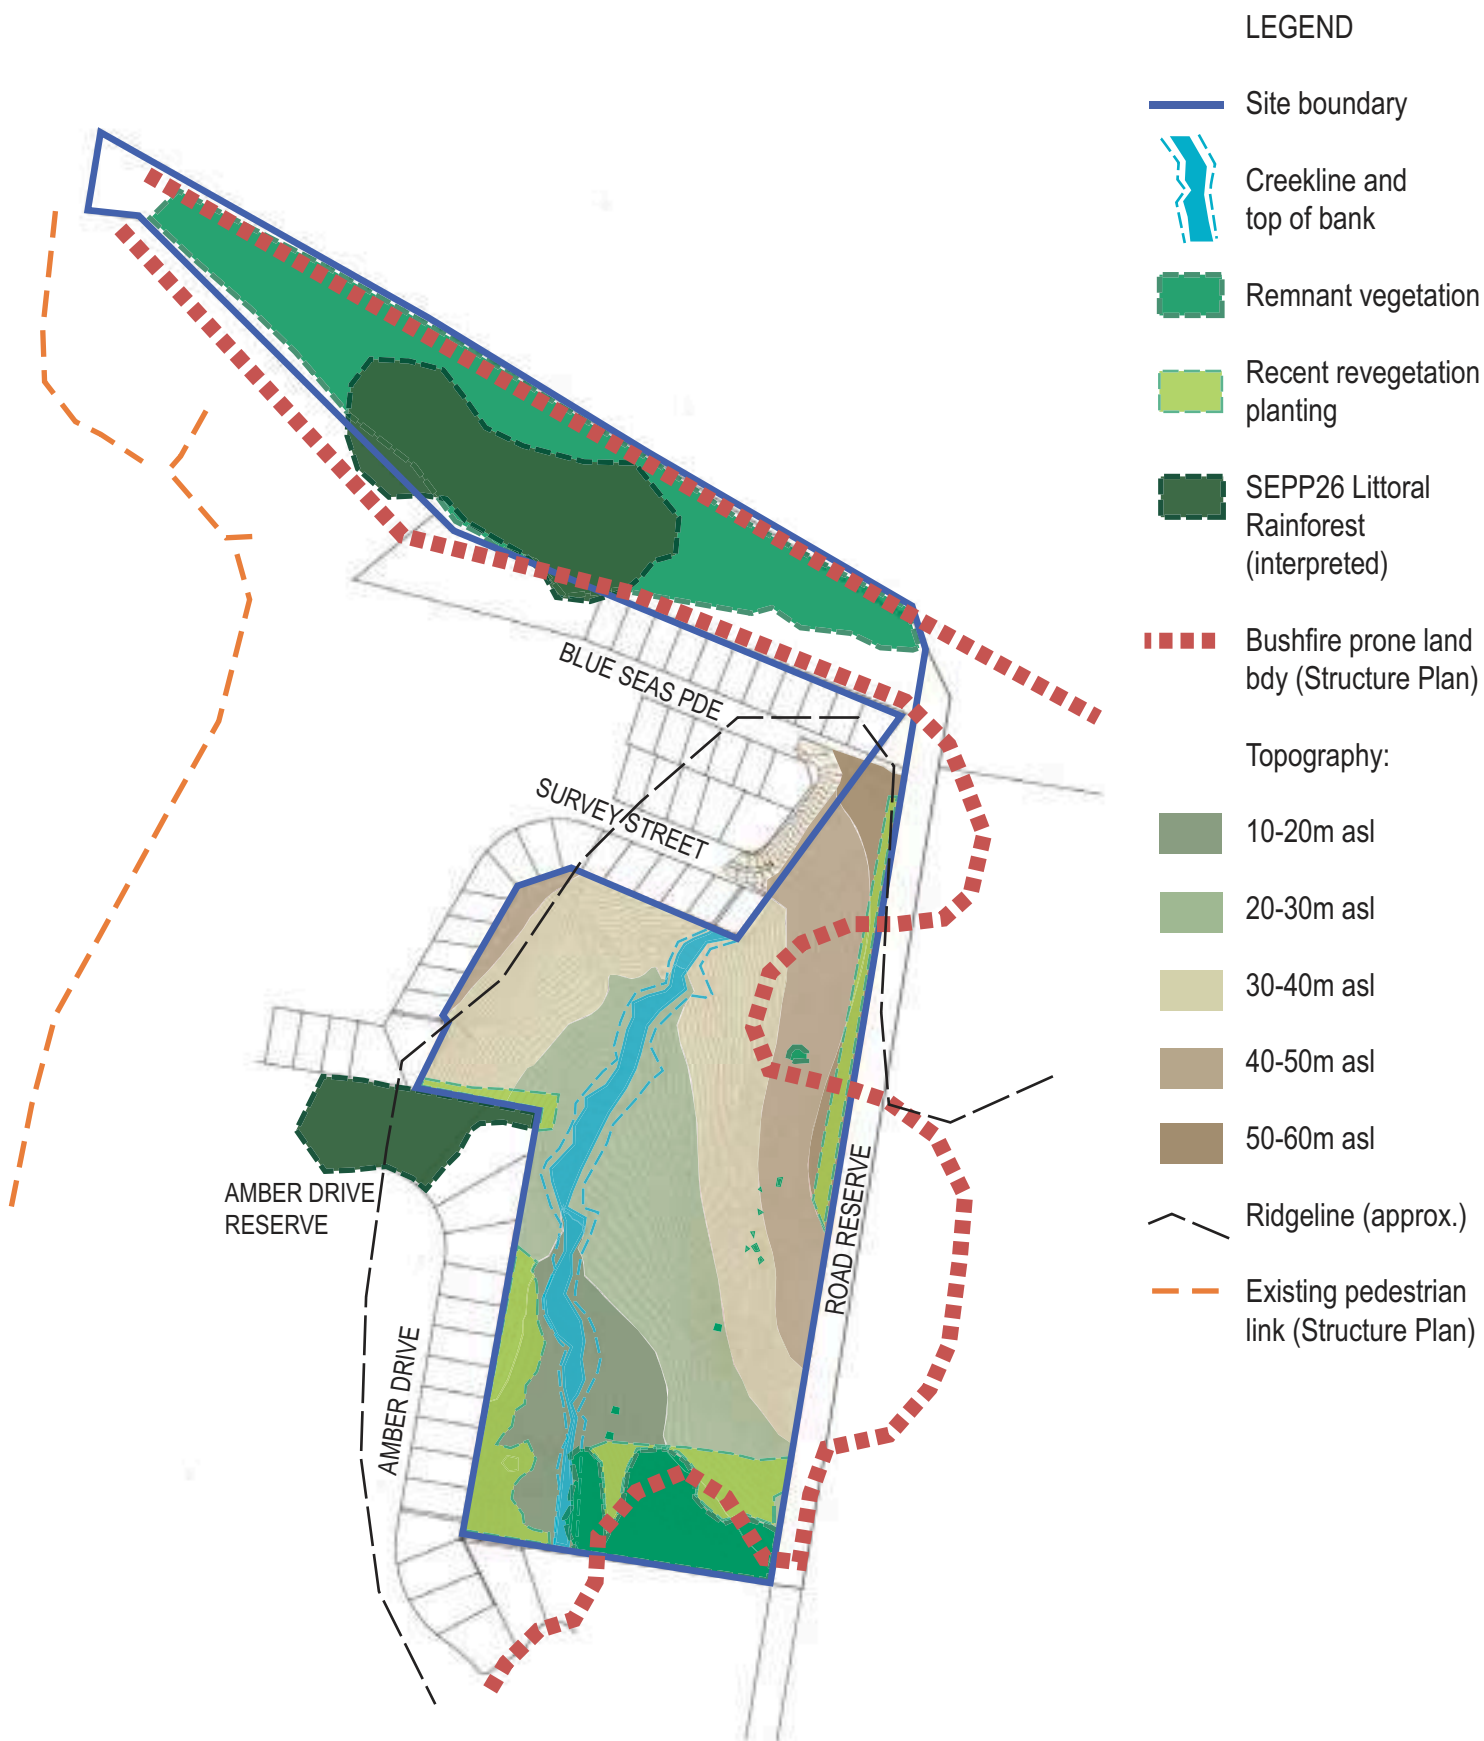 LEGEND
Site boundary
Creekline and
top of bank
Remnant vegetation
Recent revegetation
planting
SEPP26 Littoral
Rainforest
(interpreted)
Bushfire prone land
bdy (Structure Plan)
Topography:
10-20m asl
20-30m asl
30-40m asl
40-50m asl
50-60m asl
Ridgeline (approx.)
Existing pedestrian
link (Structure Plan)
BLUE SEAS PDE
SURVEY STREET
AMBER DRIVE
RESERVE
ROAD RESERVE
AMBER DRIVE